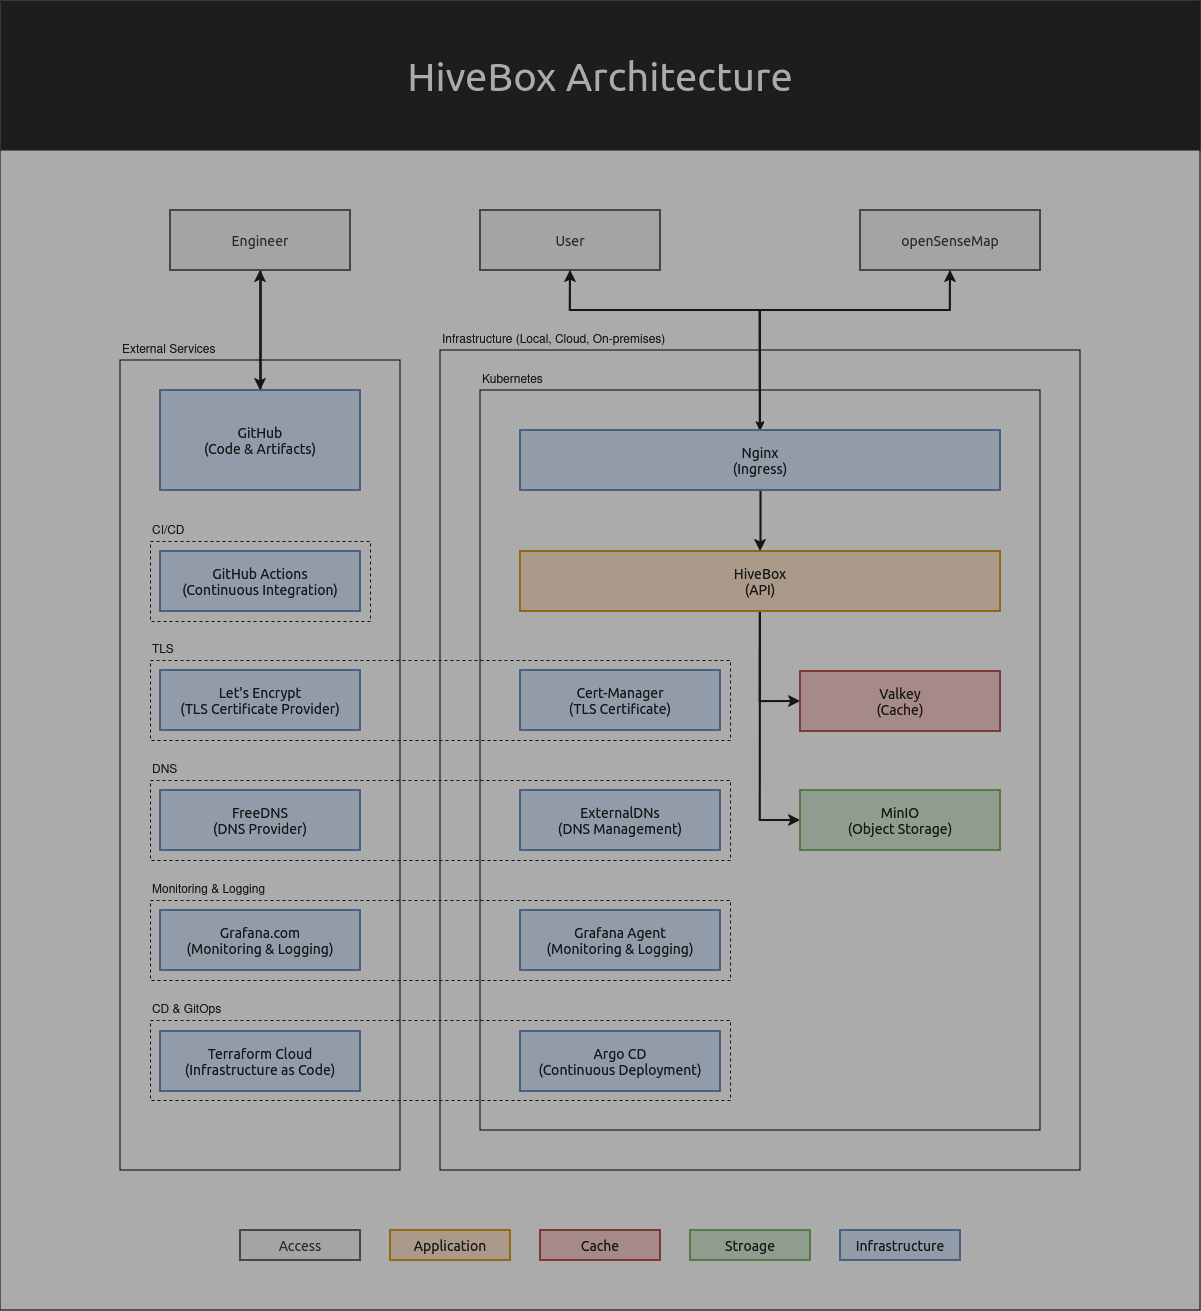 HiveBox Architecture
Engineer
User
openSenseMap
External Services
Infrastructure (Local, Cloud, On-premises)
Kubernetes
GitHub
(Code & Artifacts)
Nginx
(Ingress)
CI/CD
GitHub Actions
(Continuous Integration)
HiveBox
(API)
TLS
Let's Encrypt
(TLS Certificate Provider)
Cert-Manager
(TLS Certificate)
Valkey
(Cache)
DNS
FreeDNS
(DNS Provider)
ExternalDNs
(DNS Management)
MinIO
(Object Storage)
Monitoring & Logging
Grafana.com
(Monitoring & Logging)
Grafana Agent
(Monitoring & Logging)
CD & GitOps
Terraform Cloud
(Infrastructure as Code)
Argo CD
(Continuous Deployment)
Access
Application
Cache
Stroage
Infrastructure